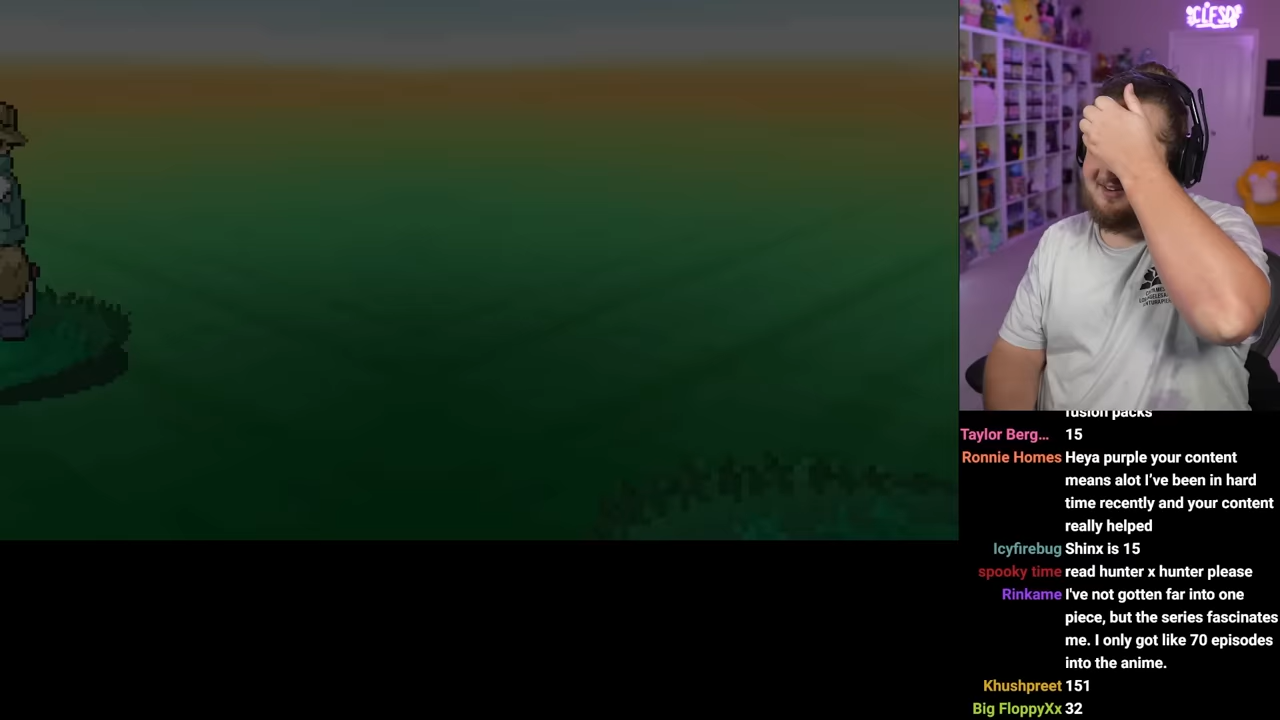 CLFSD
fusion packs
Taylor Berg... 15
Ronnie Homes Heya purple your content
means alot I've been in hard
time recently and your content
really helped
Icyfirebug Shinx is 15
spooky time read hunter x hunter please
Rinkame I've not gotten far into one
piece, but the series fascinates
me. I only got like 70 episodes
into the anime.
Khushpreet 151
Big FloppyXx 32